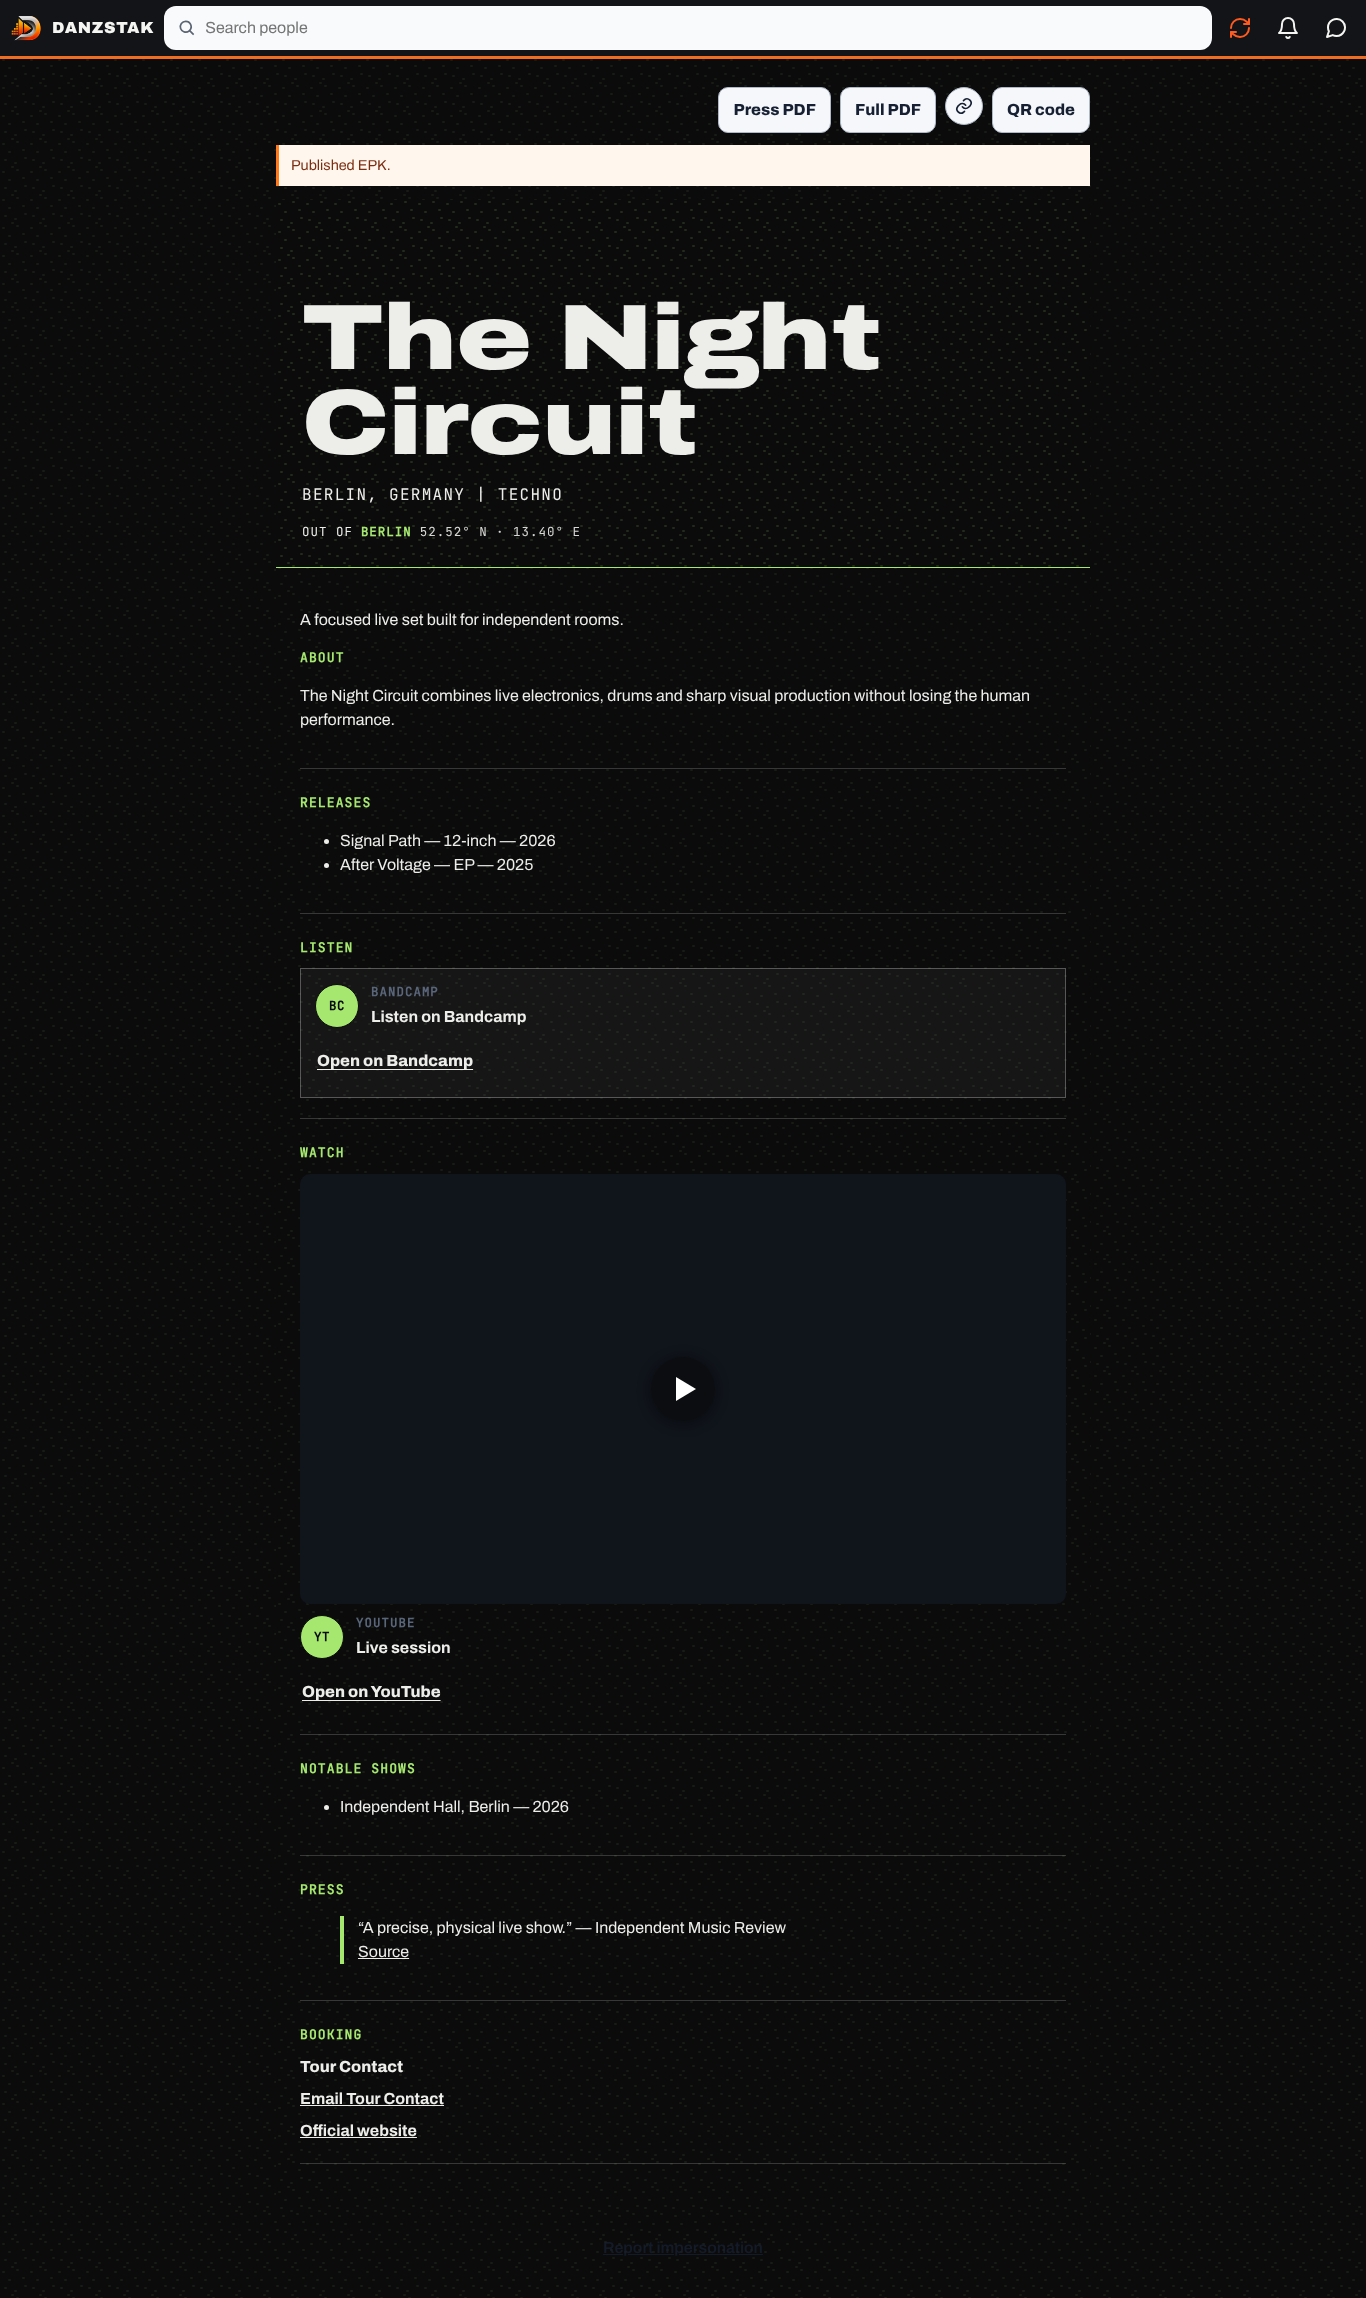 DANZSTAK
Search people
Press PDF
Full PDF
QR code
Published EPK.
The Night
Circuit
BERLIN, GERMANY | TECHNO
OUT OF BERLIN 52.52° N · 13.40° E
A focused live set built for independent rooms.
ABOUT
The Night Circuit combines live electronics, drums and sharp visual production without losing the human
performance.
RELEASES
• Signal Path — 12-inch — 2026
• After Voltage — EP — 2025
LISTEN
BC
BANDCAMP
Listen on Bandcamp
Open on Bandcamp
WATCH
YT
YOUTUBE
Live session
Open on YouTube
NOTABLE SHOWS
• Independent Hall, Berlin — 2026
PRESS
“A precise, physical live show.” — Independent Music Review
Source
BOOKING
Tour Contact
Email Tour Contact
Official website
Report impersonation